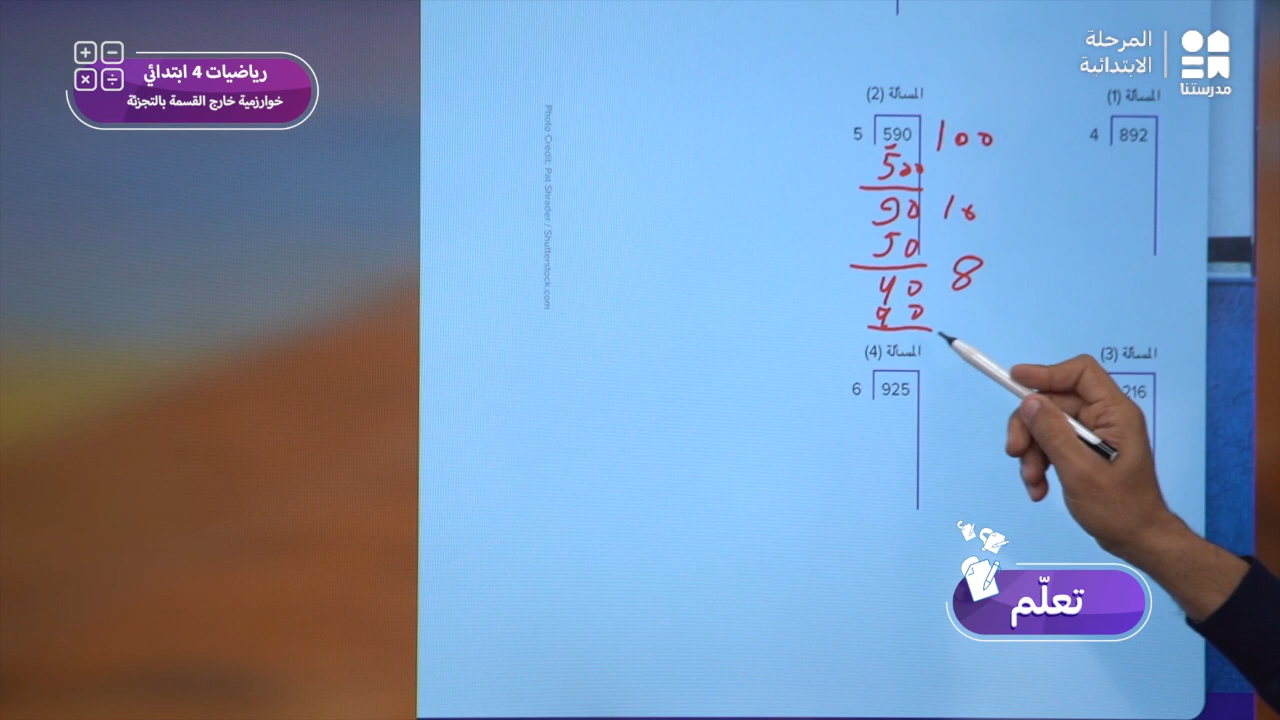 المرحلة
الابتدائية
مدرستنا
رياضيات 4 ابتدائي
خوارزمية خارج القسمة بالتجزئة
المسألة (1)
4 892
المسألة (2)
5 590 100
500
90 10
50
40 8
40
المسألة (3)
216
المسألة (4)
6 925
Photo Credit: Pat Shrader / Shutterstock.com
تعلّم